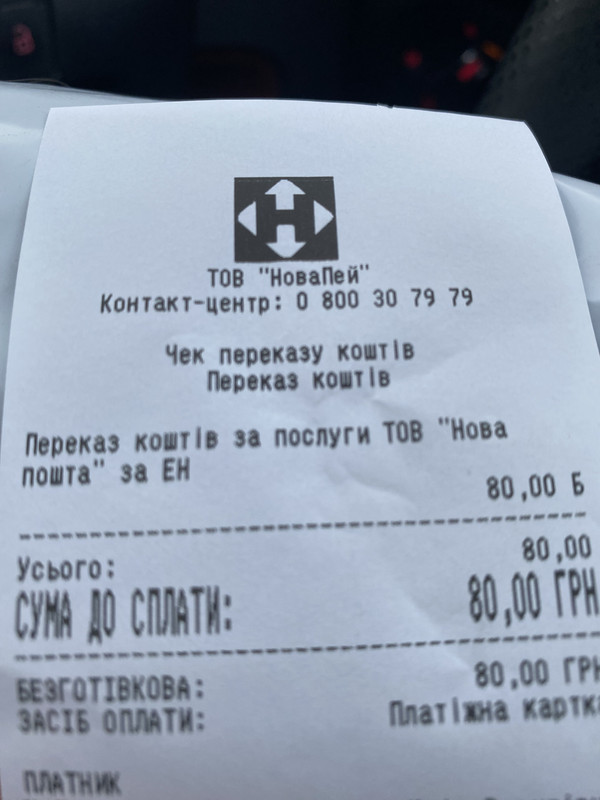 ТОВ "НоваПей"
Контакт-центр: 0 800 30 79 79
Чек переказу коштів
Переказ коштів
Переказ коштів за послуги ТОВ "Нова
пошта" за ЕН
80,00 Б
Усього: 80,00
СУМА ДО СПЛАТИ: 80,00 ГРН
БЕЗГОТІВКОВА: 80,00 ГРН
ЗАСІБ ОПЛАТИ: Платіжна картка
ПЛАТНИК